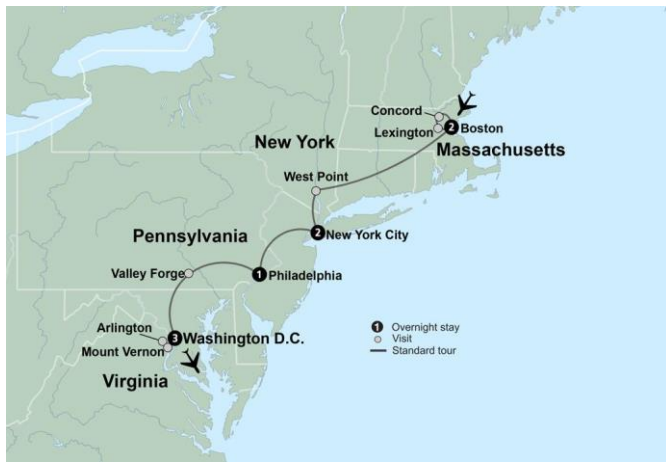 Concord
2 Boston
Lexington
Massachusetts
New York
West Point
2 New York City
Pennsylvania
Valley Forge
1 Philadelphia
Arlington
3 Washington D.C.
Mount Vernon
Virginia
1 Overnight stay
Visit
Standard tour